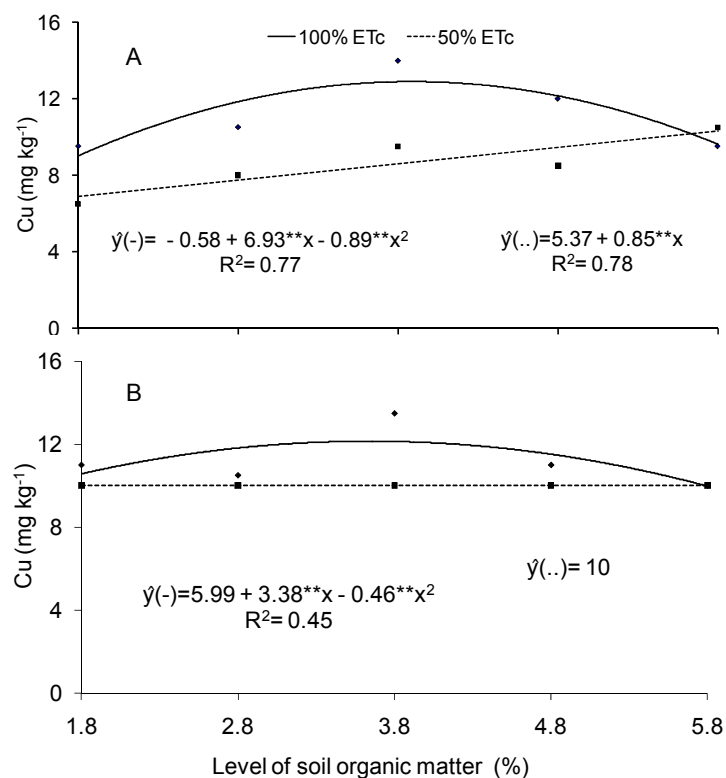 16
100% ETc 50% ETc
A
12
8
4
0
Cu (mg kg⁻¹)
ŷ(-)= - 0.58 + 6.93**x - 0.89**x²
R²= 0.77
ŷ(..)=5.37 + 0.85**x
R²= 0.78
16
B
12
8
4
0
Cu (mg kg⁻¹)
ŷ(-)=5.99 + 3.38**x - 0.46**x²
R²= 0.45
ŷ(..)= 10
1.8 2.8 3.8 4.8 5.8
Level of soil organic matter (%)